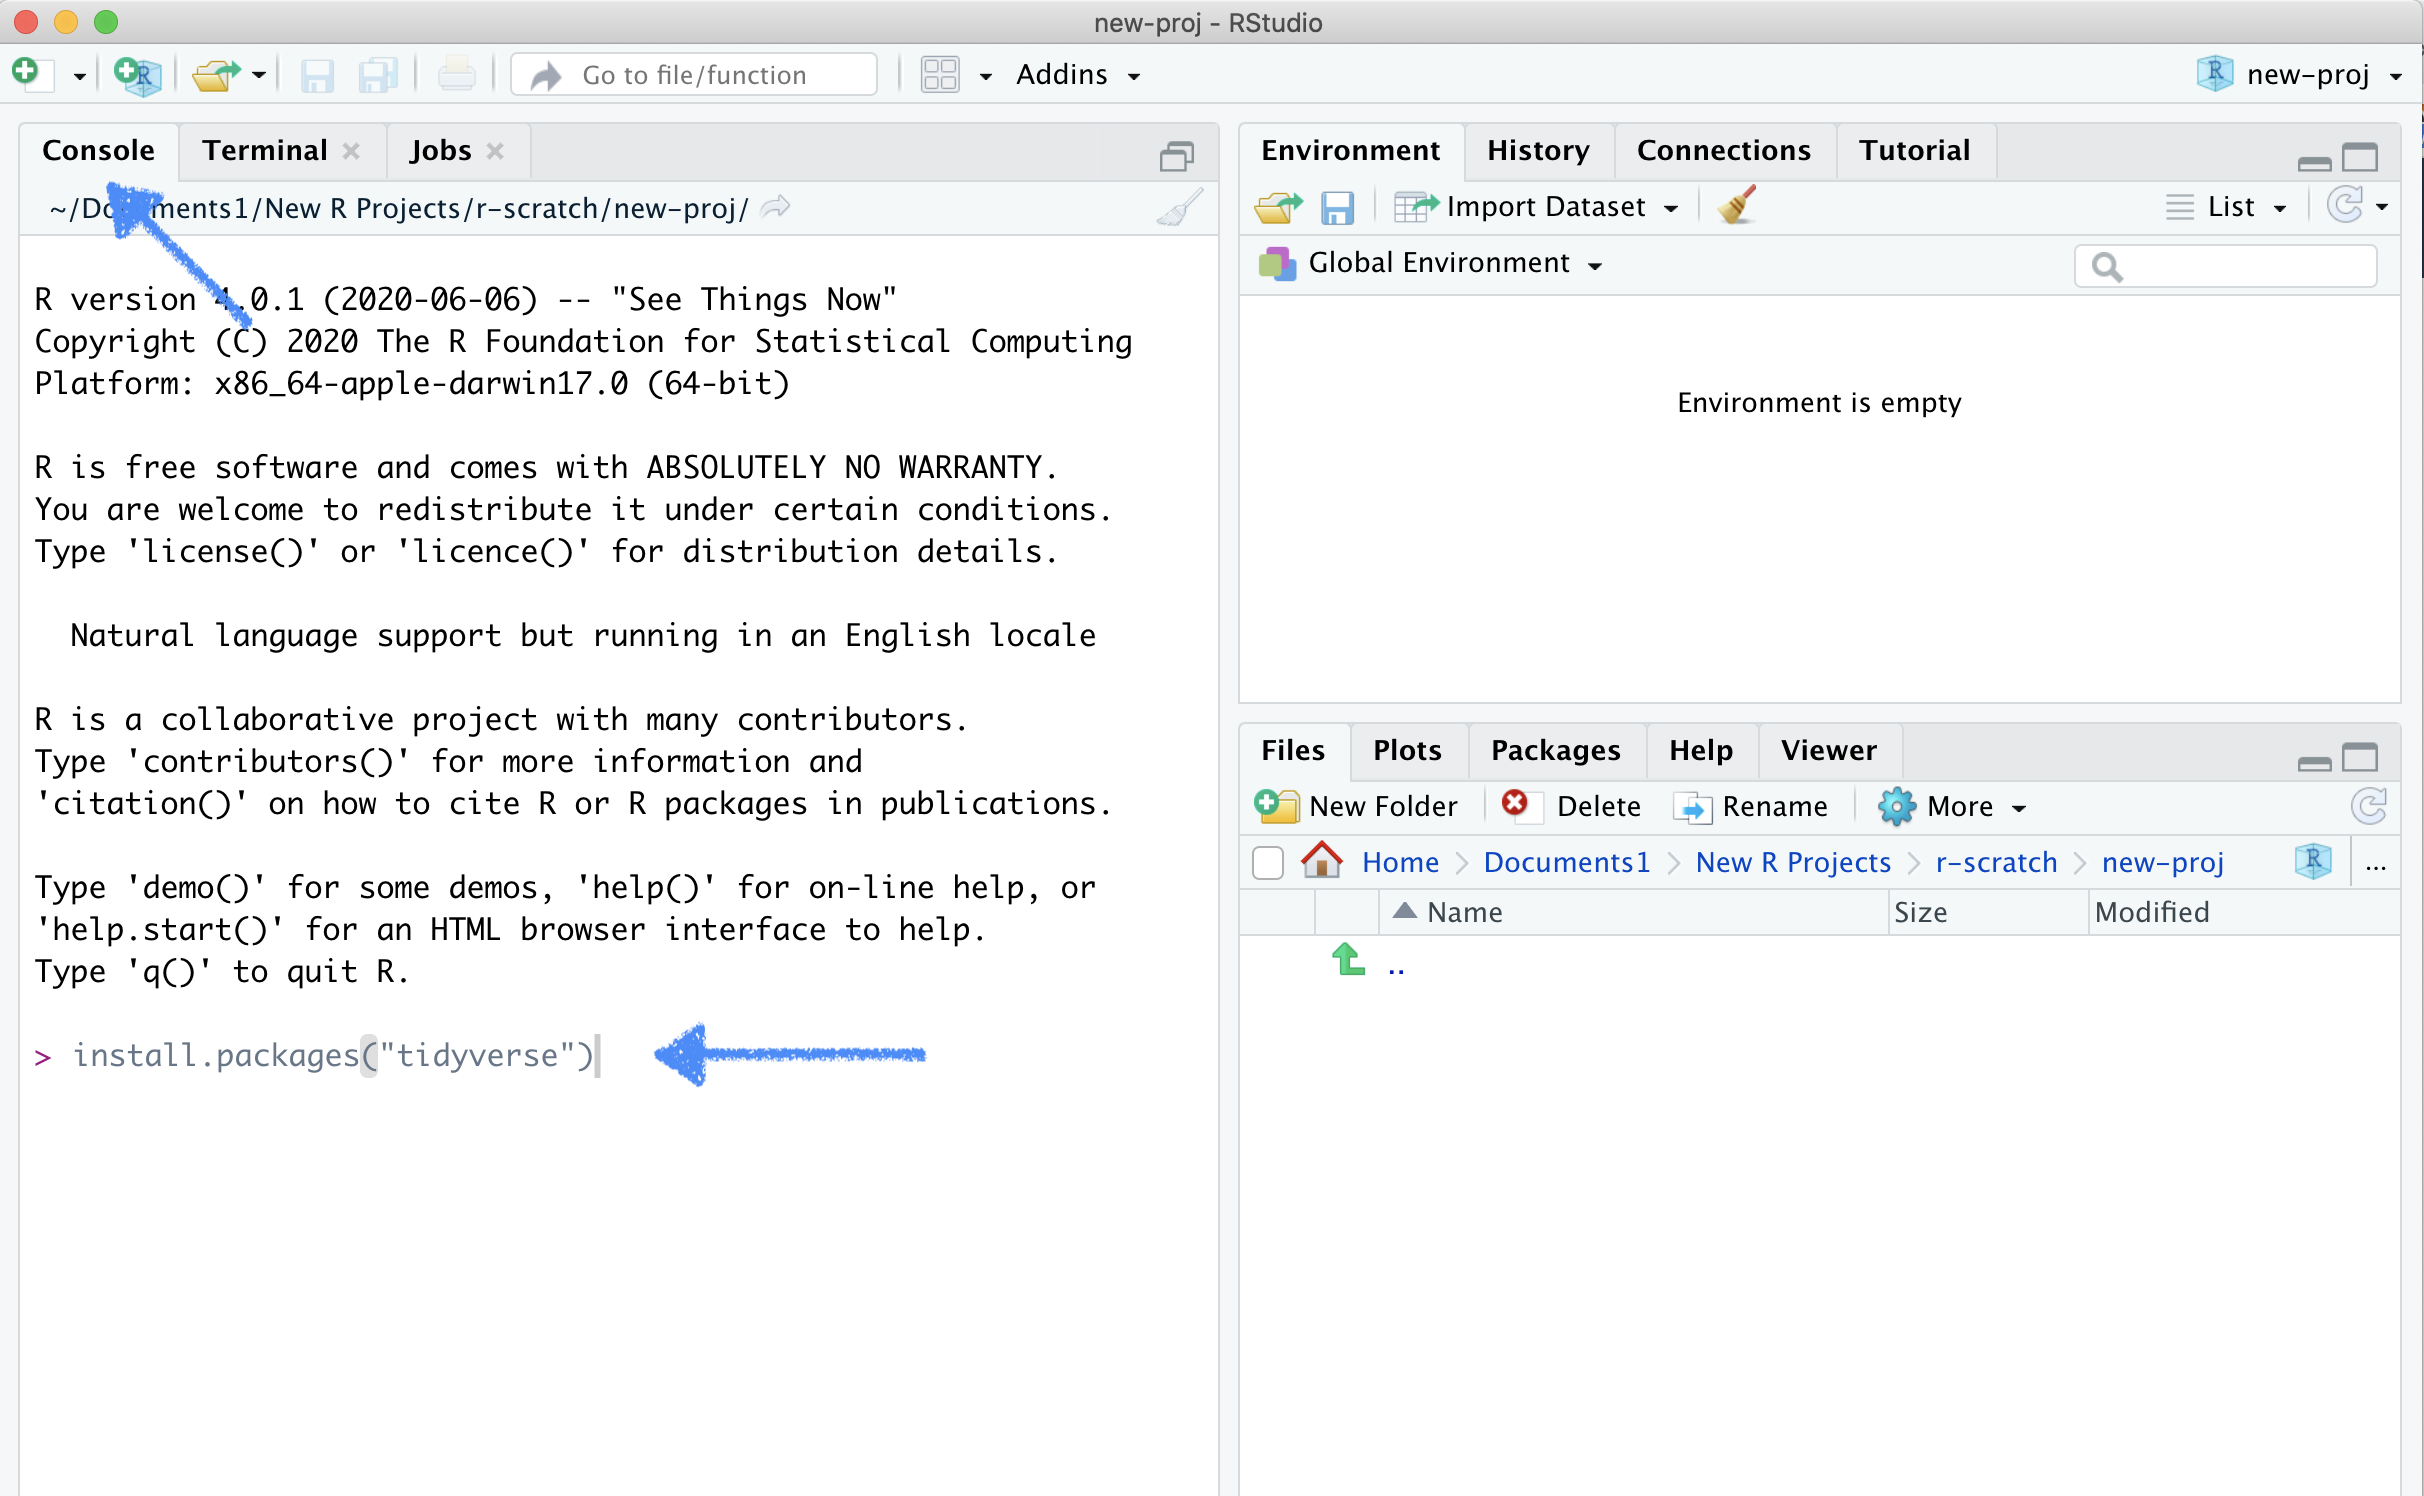 new-proj - RStudio
Go to file/function
Addins
new-proj
Console
Terminal
Jobs
~/Documents1/New R Projects/r-scratch/new-proj/
R version 4.0.1 (2020-06-06) -- "See Things Now"
Copyright (C) 2020 The R Foundation for Statistical Computing
Platform: x86_64-apple-darwin17.0 (64-bit)
R is free software and comes with ABSOLUTELY NO WARRANTY.
You are welcome to redistribute it under certain conditions.
Type 'license()' or 'licence()' for distribution details.
Natural language support but running in an English locale
R is a collaborative project with many contributors.
Type 'contributors()' for more information and
'citation()' on how to cite R or R packages in publications.
Type 'demo()' for some demos, 'help()' for on-line help, or
'help.start()' for an HTML browser interface to help.
Type 'q()' to quit R.
> install.packages("tidyverse")
Environment
History
Connections
Tutorial
Import Dataset
List
Global Environment
Environment is empty
Files
Plots
Packages
Help
Viewer
New Folder
Delete
Rename
More
Home
Documents1
New R Projects
r-scratch
new-proj
...
Name
Size
Modified
..